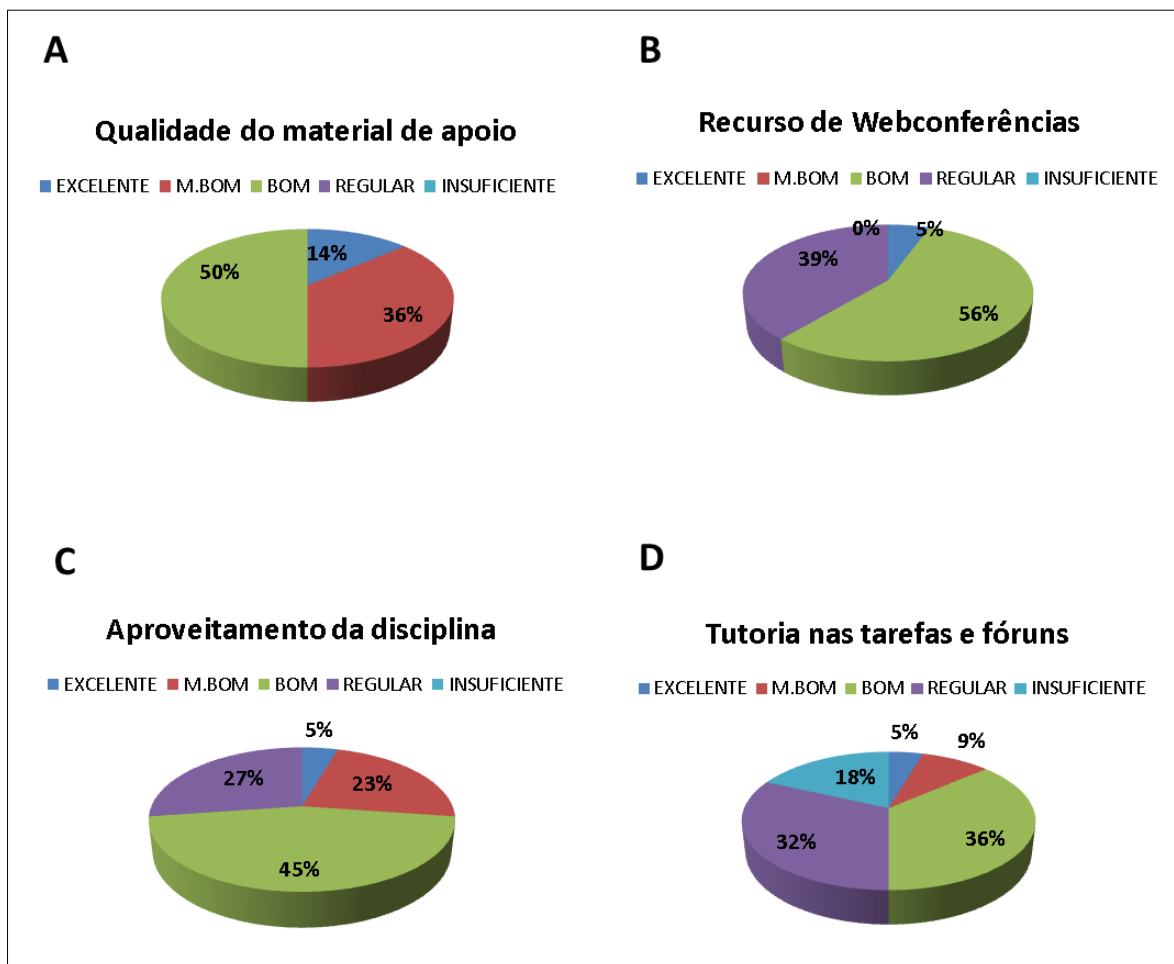 A
Qualidade do material de apoio
EXCELENTE M.BOM BOM REGULAR INSUFICIENTE
14%
50%
36%
B
Recurso de Webconferências
EXCELENTE M.BOM BOM REGULAR INSUFICIENTE
0% 5%
39%
56%
C
Aproveitamento da disciplina
EXCELENTE M.BOM BOM REGULAR INSUFICIENTE
5%
27% 23%
45%
D
Tutoria nas tarefas e fóruns
EXCELENTE M.BOM BOM REGULAR INSUFICIENTE
5% 9%
18%
32% 36%